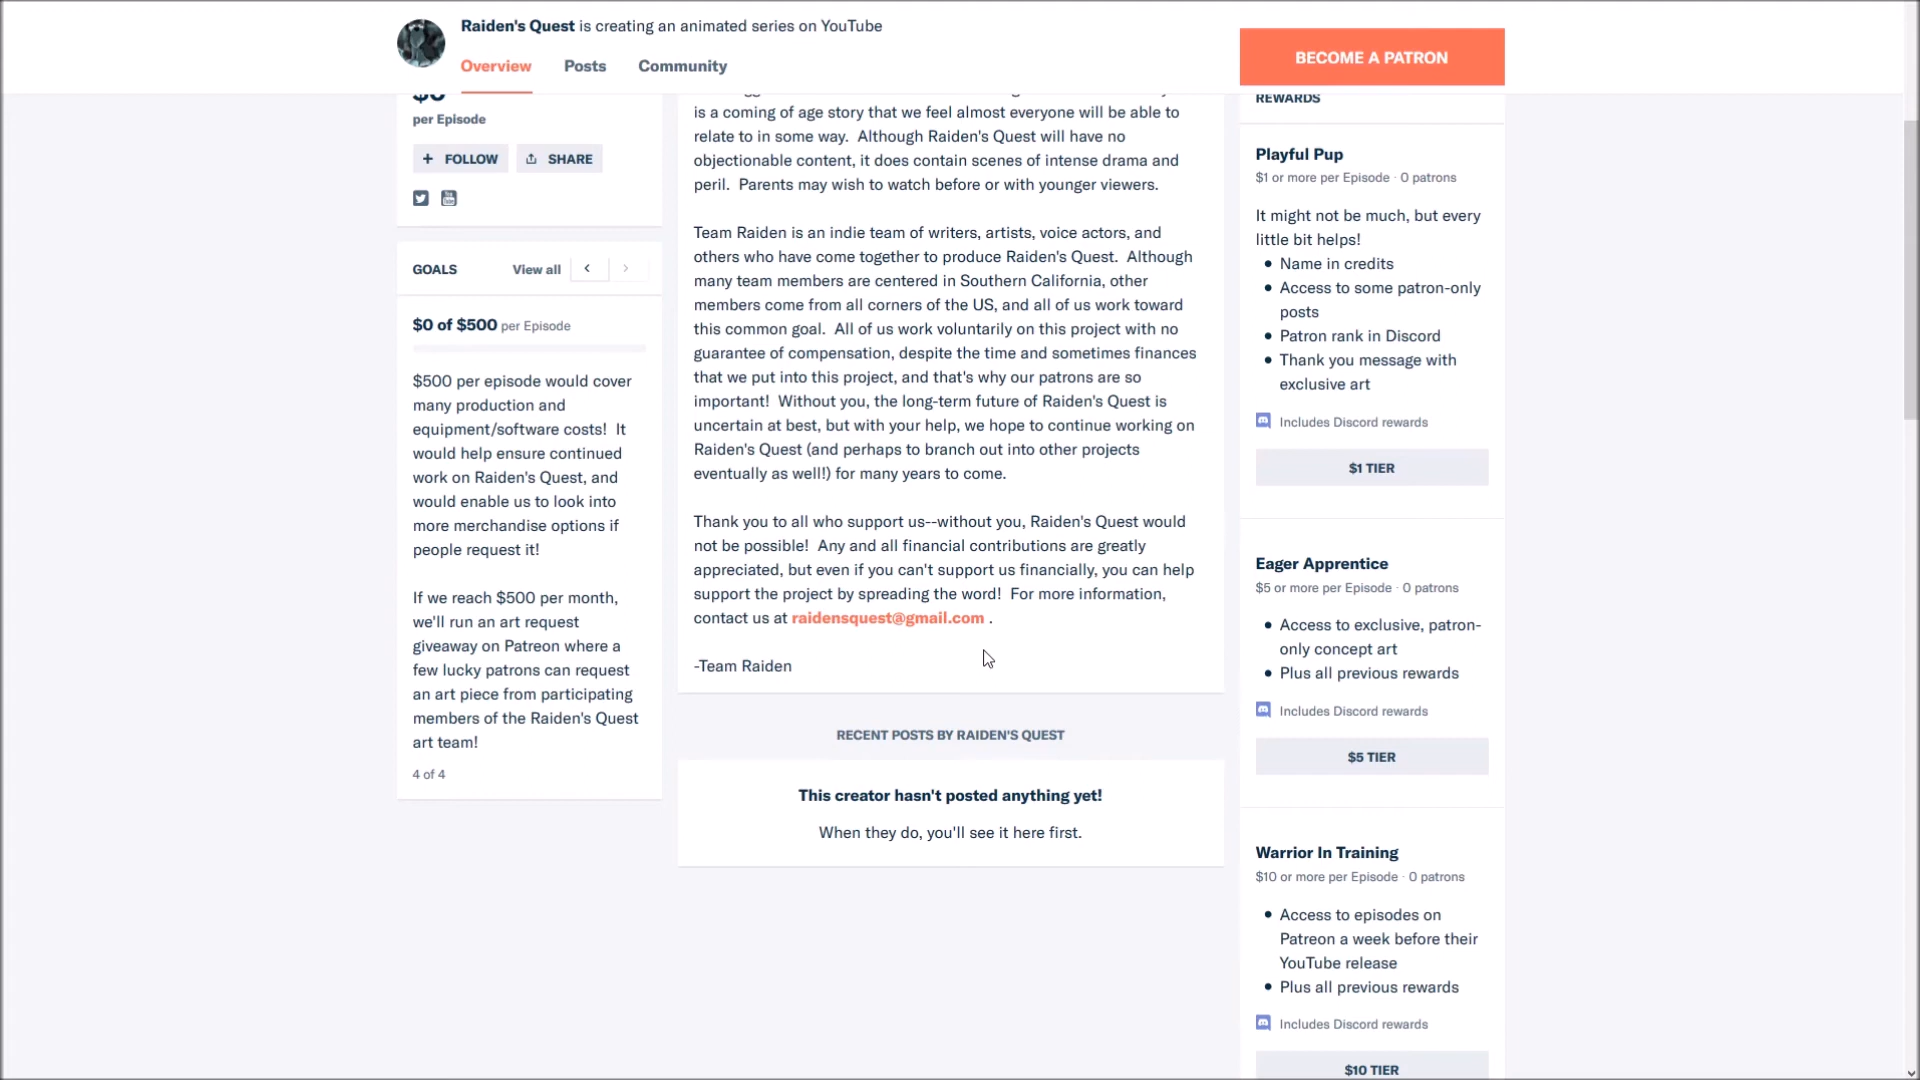 Raiden's Quest is creating an animated series on YouTube
Overview Posts Community
BECOME A PATRON
$0
per Episode
FOLLOW SHARE
GOALS View all
$0 of $500 per Episode
$500 per episode would cover
many production and
equipment/software costs!  It
would help ensure continued
work on Raiden's Quest, and
would enable us to look into
more merchandise options if
people request it!
If we reach $500 per month,
we'll run an art request
giveaway on Patreon where a
few lucky patrons can request
an art piece from participating
members of the Raiden's Quest
art team!
4 of 4
is a coming of age story that we feel almost everyone will be able to
relate to in some way.  Although Raiden's Quest will have no
objectionable content, it does contain scenes of intense drama and
peril.  Parents may wish to watch before or with younger viewers.
Team Raiden is an indie team of writers, artists, voice actors, and
others who have come together to produce Raiden's Quest.  Although
many team members are centered in Southern California, other
members come from all corners of the US, and all of us work toward
this common goal.  All of us work voluntarily on this project with no
guarantee of compensation, despite the time and sometimes finances
that we put into this project, and that's why our patrons are so
important!  Without you, the long-term future of Raiden's Quest is
uncertain at best, but with your help, we hope to continue working on
Raiden's Quest (and perhaps to branch out into other projects
eventually as well!) for many years to come.
Thank you to all who support us--without you, Raiden's Quest would
not be possible!  Any and all financial contributions are greatly
appreciated, but even if you can't support us financially, you can help
support the project by spreading the word!  For more information,
contact us at raidensquest@gmail.com .
-Team Raiden
RECENT POSTS BY RAIDEN'S QUEST
This creator hasn't posted anything yet!
When they do, you'll see it here first.
REWARDS
Playful Pup
$1 or more per Episode · 0 patrons
It might not be much, but every
little bit helps!
• Name in credits
• Access to some patron-only
posts
• Patron rank in Discord
• Thank you message with
exclusive art
Includes Discord rewards
$1 TIER
Eager Apprentice
$5 or more per Episode · 0 patrons
• Access to exclusive, patron-
only concept art
• Plus all previous rewards
Includes Discord rewards
$5 TIER
Warrior In Training
$10 or more per Episode · 0 patrons
• Access to episodes on
Patreon a week before their
YouTube release
• Plus all previous rewards
Includes Discord rewards
$10 TIER